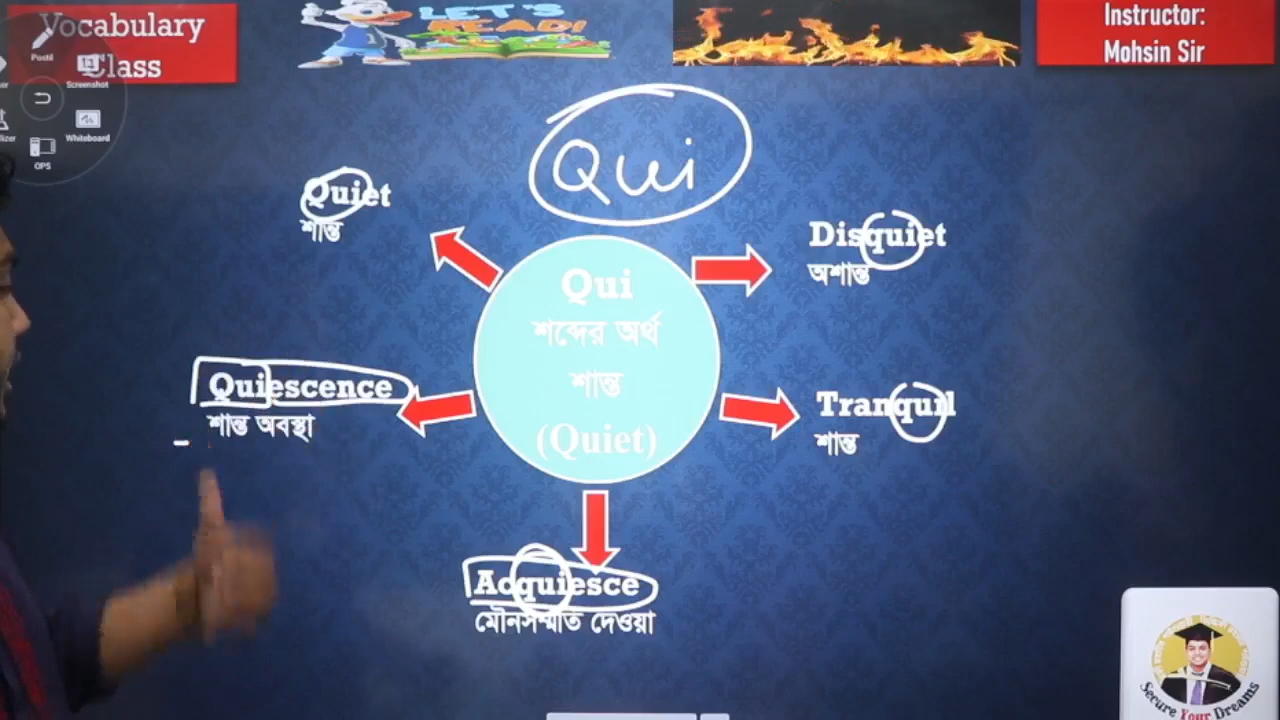 Vocabulary
Class
Postil
Screenshot
Whiteboard
OPS
LET'S
READ!
Instructor:
Mohsin Sir
Qui
Quiet
শান্ত
Disquiet
অশান্ত
Qui
শব্দের অর্থ
শান্ত
(Quiet)
Quiescence
শান্ত অবস্থা
Tranquil
শান্ত
Acquiesce
মৌনসম্মতি দেওয়া
Secure Your Dreams